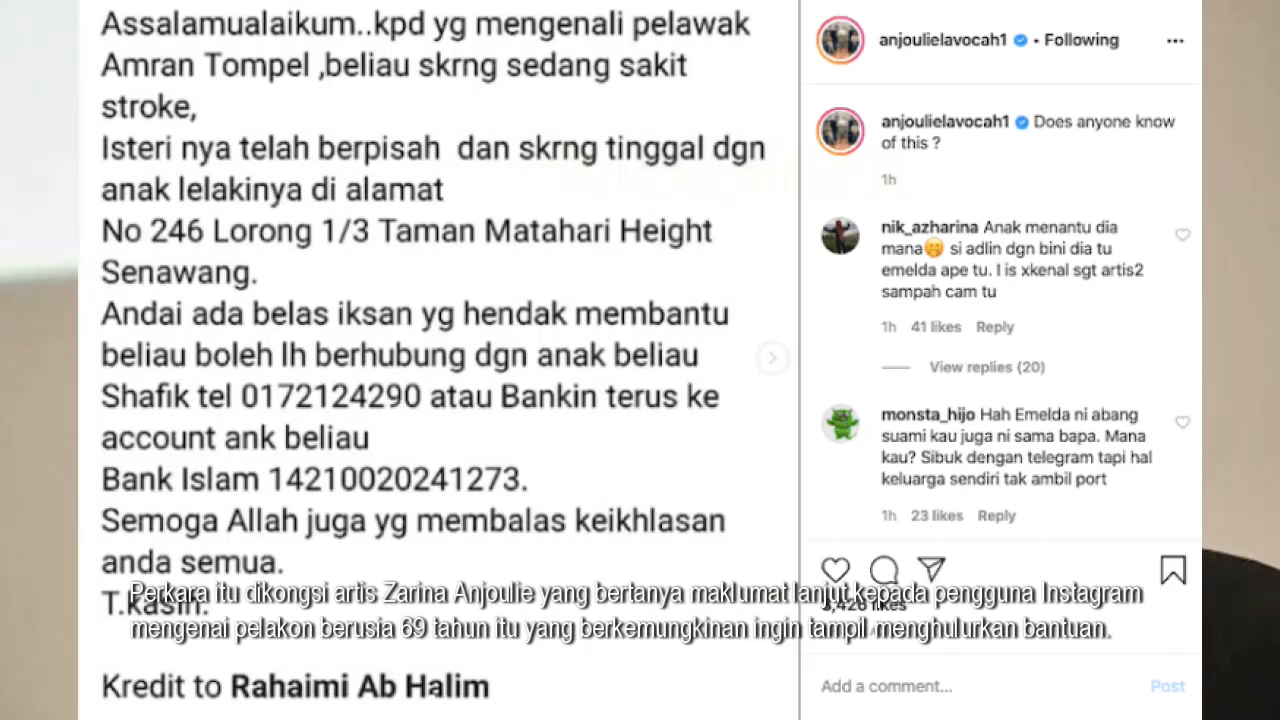 Assalamualaikum..kpd yg mengenali pelawak
Amran Tompel ,beliau skrng sedang sakit
stroke,
Isteri nya telah berpisah dan skrng tinggal dgn
anak lelakinya di alamat
No 246 Lorong 1/3 Taman Matahari Height
Senawang.
Andai ada belas iksan yg hendak membantu
beliau boleh lh berhubung dgn anak beliau
Shafik tel 0172124290 atau Bankin terus ke
account ank beliau
Bank Islam 14210020241273.
Semoga Allah juga yg membalas keikhlasan
anda semua.
T.kasih.
Kredit to Rahaimi Ab Halim
anjoulielavocah1 • Following
anjoulielavocah1 Does anyone know
of this ?
1h
nik_azharina Anak menantu dia
mana🤭 si adlin dgn bini dia tu
emelda ape tu. I is xkenal sgt artis2
sampah cam tu
1h 41 likes Reply
View replies (20)
monsta_hijo Hah Emelda ni abang
suami kau juga ni sama bapa. Mana
kau? Sibuk dengan telegram tapi hal
keluarga sendiri tak ambil port
1h 23 likes Reply
3,426 likes
Add a comment... Post
Perkara itu dikongsi artis Zarina Anjoulie yang bertanya maklumat lanjut kepada pengguna Instagram
mengenai pelakon berusia 69 tahun itu yang berkemungkinan ingin tampil menghulurkan bantuan.